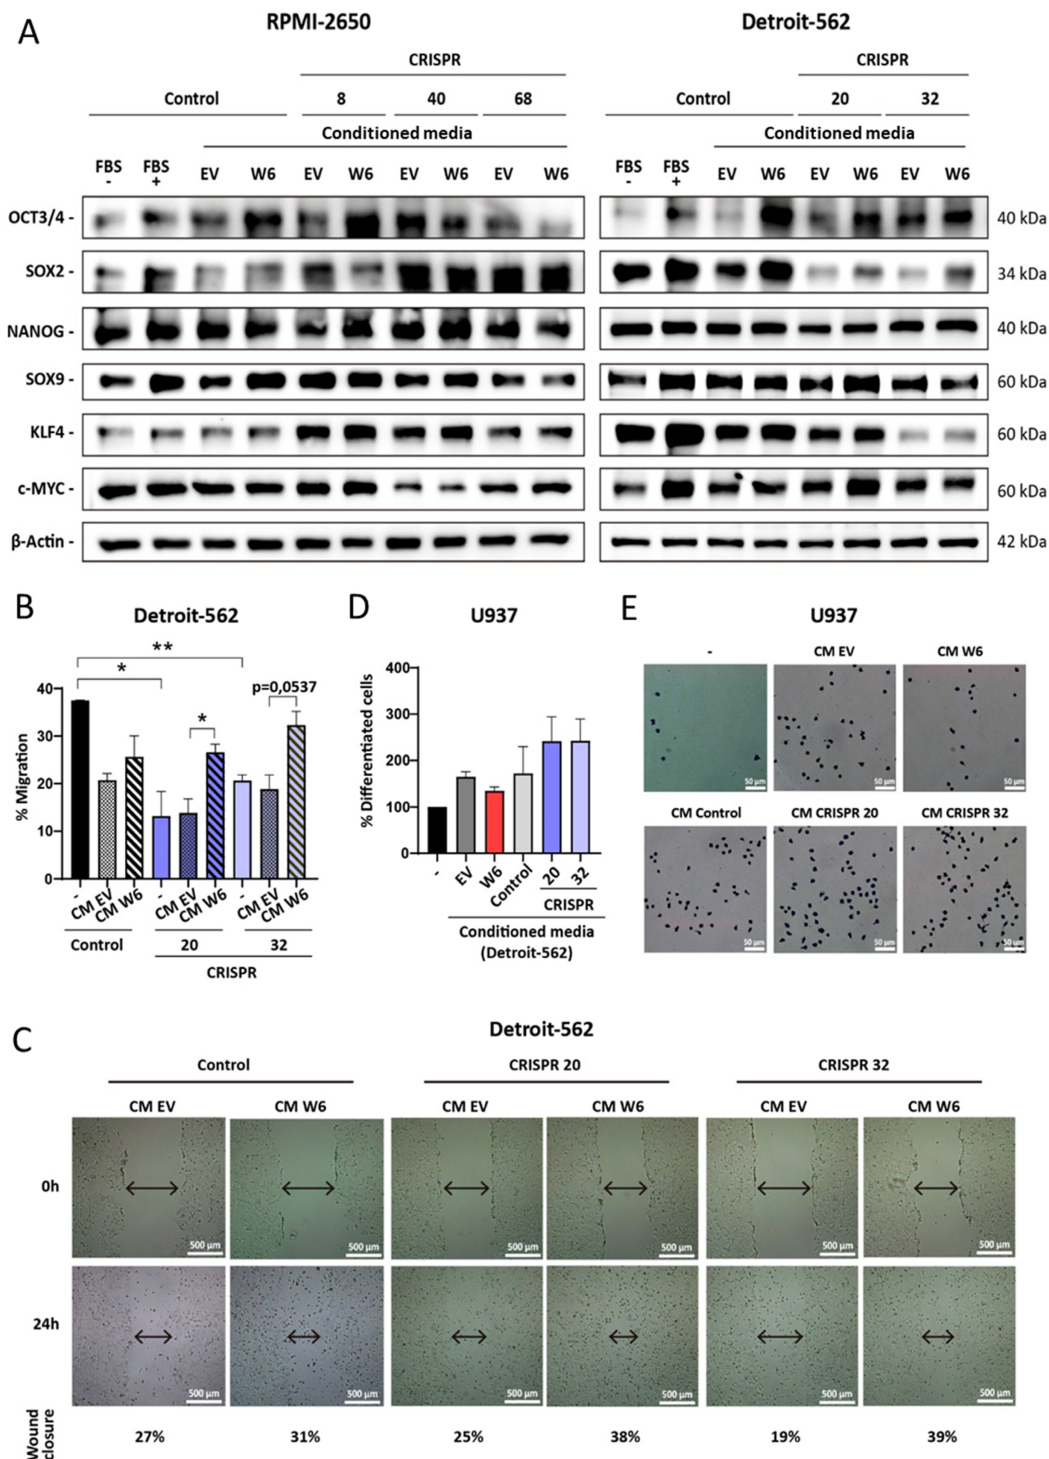 A
RPMI-2650
Detroit-562
CRISPR
CRISPR
Control
8
40
68
Control
20
32
Conditioned media
Conditioned media
FBS
-
FBS
+
EV
W6
EV
W6
EV
W6
EV
W6
FBS
-
FBS
+
EV
W6
EV
W6
EV
W6
OCT3/4 -
40 kDa
SOX2 -
34 kDa
NANOG -
40 kDa
SOX9 -
60 kDa
KLF4 -
60 kDa
c-MYC -
60 kDa
β-Actin -
42 kDa
B
Detroit-562
**
*
*
p=0,0537
% Migration
40
30
20
10
0
-
CM EV
CM W6
-
CM EV
CM W6
-
CM EV
CM W6
Control
20
32
CRISPR
D
U937
% Differentiated cells
400
300
200
100
0
-
EV
W6
Control
20
32
CRISPR
Conditioned media
(Detroit-562)
E
U937
-
CM EV
CM W6
50 µm
50 µm
50 µm
CM Control
CM CRISPR 20
CM CRISPR 32
50 µm
50 µm
50 µm
C
Detroit-562
Control
CRISPR 20
CRISPR 32
CM EV
CM W6
CM EV
CM W6
CM EV
CM W6
0h
500 µm
500 µm
500 µm
500 µm
500 µm
500 µm
24h
500 µm
500 µm
500 µm
500 µm
500 µm
500 µm
Wound
closure
27%
31%
25%
38%
19%
39%